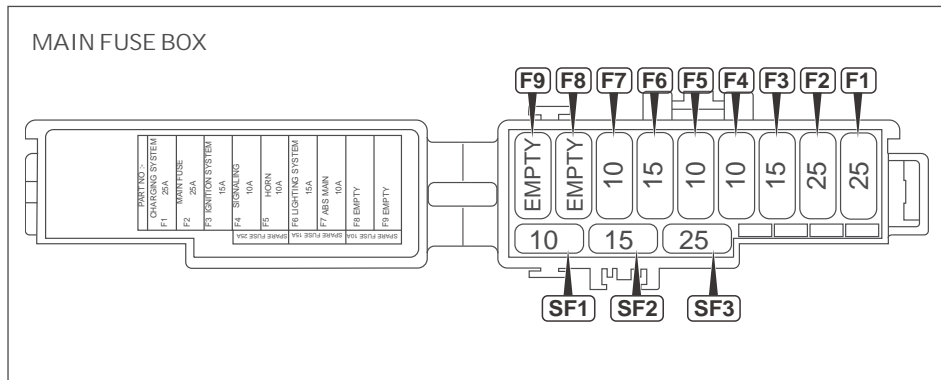 MAIN FUSE BOX
F9 F8 F7 F6 F5 F4 F3 F2 F1
EMPTY EMPTY 10 15 10 10 15 25 25
10 15 25
SF1 SF2 SF3
PART NO :-
CHARGING SYSTEM
F1 25A
MAIN FUSE
F2 25A
F3 IGNITION SYSTEM
15A
F4 SIGNALING
10A
F5 HORN
10A
F6 LIGHTING SYSTEM
15A
F7 ABS MAIN
10A
F8 EMPTY
F9 EMPTY
SPARE FUSE 25A
SPARE FUSE 15A
SPARE FUSE 10A